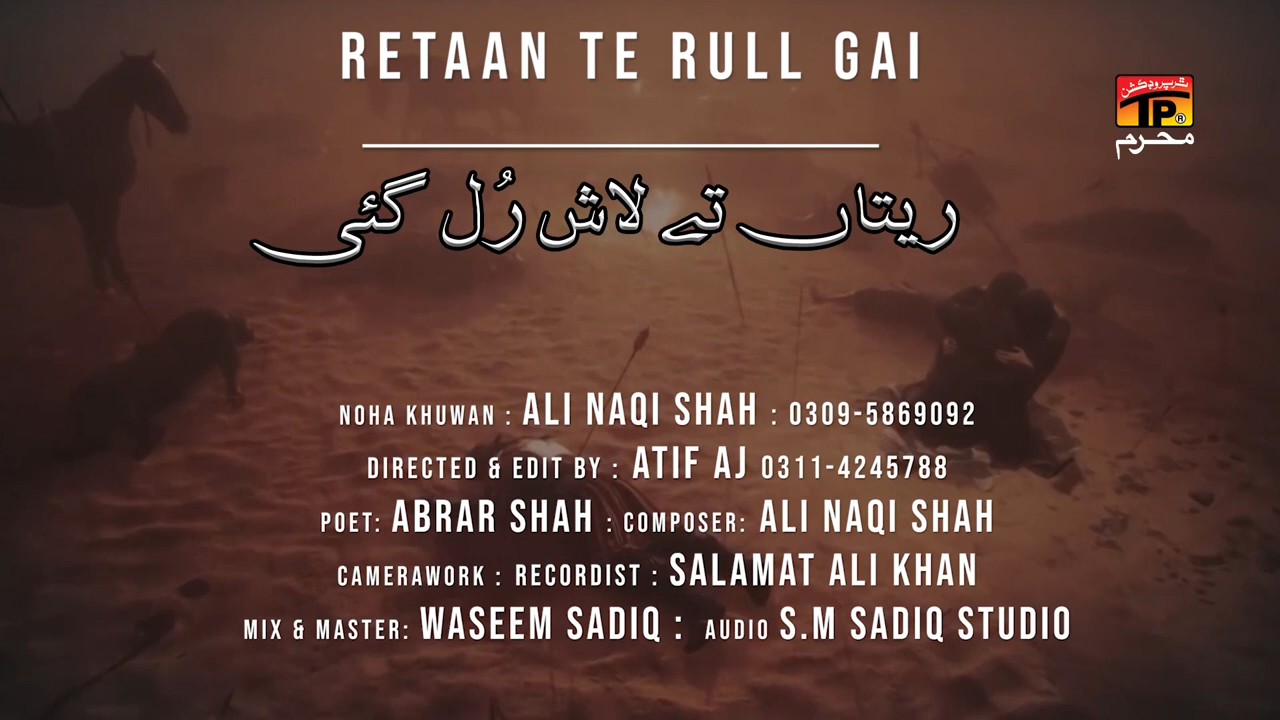 RETAAN TE RULL GAI
تھرپروڈکشن
TP®
محرم
ریتاں تے لاش رُل گئی
NOHA KHUWAN : ALI NAQI SHAH : 0309-5869092
DIRECTED & EDIT BY : ATIF AJ 0311-4245788
POET: ABRAR SHAH : COMPOSER: ALI NAQI SHAH
CAMERAWORK : RECORDIST : SALAMAT ALI KHAN
MIX & MASTER: WASEEM SADIQ : AUDIO S.M SADIQ STUDIO